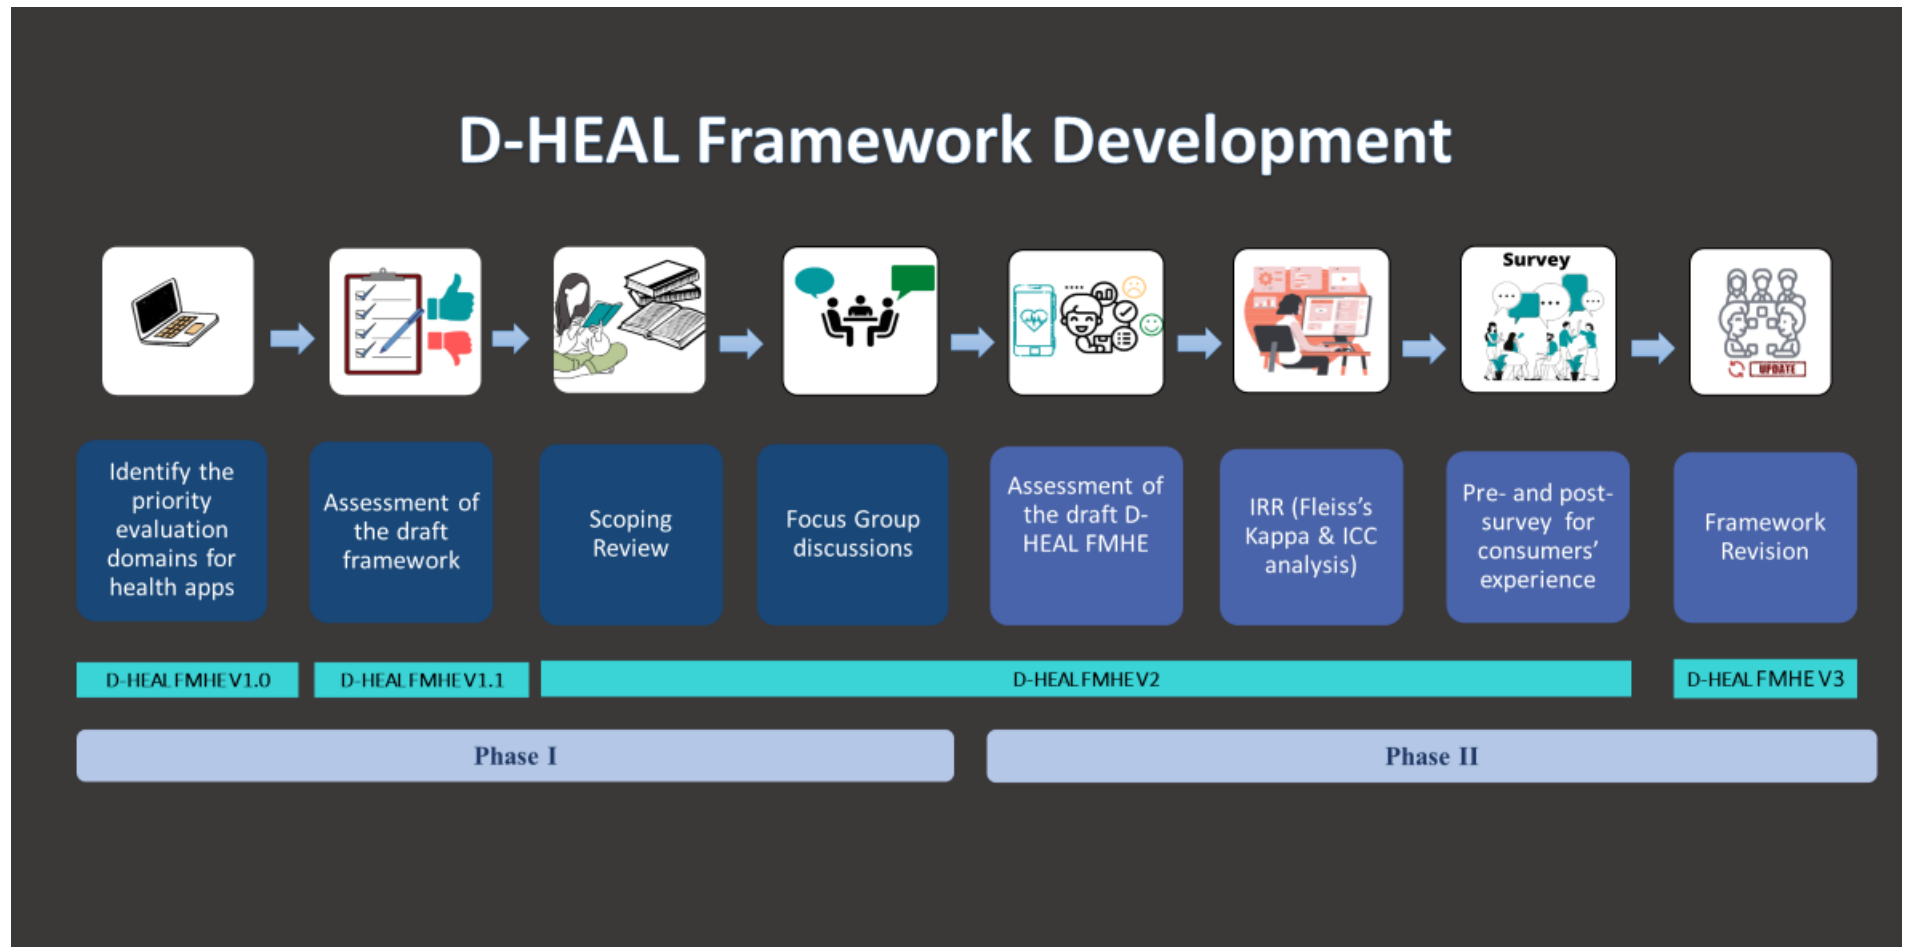 D-HEAL Framework Development
Survey
UPDATE
Identify the
priority
evaluation
domains for
health apps
Assessment of
the draft
framework
Scoping
Review
Focus Group
discussions
Assessment of
the draft D-
HEAL FMHE
IRR (Fleiss’s
Kappa & ICC
analysis)
Pre- and post-
survey for
consumers’
experience
Framework
Revision
D-HEAL FMHE V1.0
D-HEAL FMHE V1.1
D-HEAL FMHE V2
D-HEAL FMHE V3
Phase I
Phase II